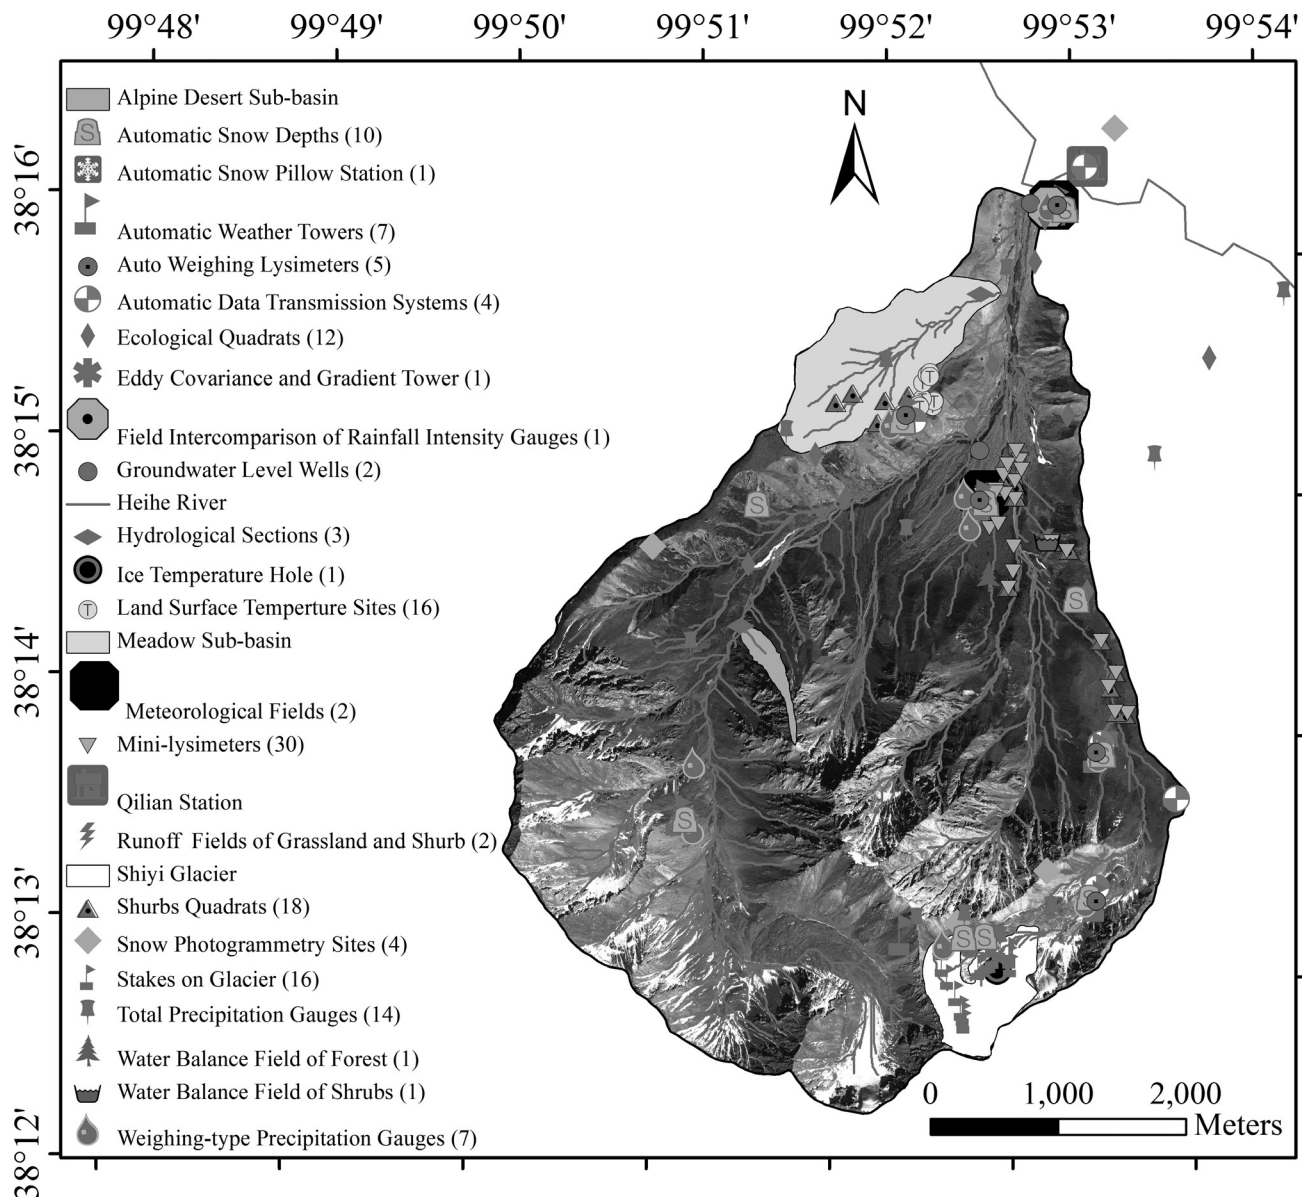 99°48' 99°49' 99°50' 99°51' 99°52' 99°53' 99°54'
38°16'
38°15'
38°14'
38°13'
38°12'
Alpine Desert Sub-basin
S Automatic Snow Depths (10)
Automatic Snow Pillow Station (1)
Automatic Weather Towers (7)
Auto Weighing Lysimeters (5)
Automatic Data Transmission Systems (4)
Ecological Quadrats (12)
Eddy Covariance and Gradient Tower (1)
Field Intercomparison of Rainfall Intensity Gauges (1)
Groundwater Level Wells (2)
Heihe River
Hydrological Sections (3)
Ice Temperature Hole (1)
T Land Surface Temperture Sites (16)
Meadow Sub-basin
Meteorological Fields (2)
Mini-lysimeters (30)
Qilian Station
Runoff Fields of Grassland and Shurb (2)
Shiyi Glacier
Shurbs Quadrats (18)
Snow Photogrammetry Sites (4)
Stakes on Glacier (16)
Total Precipitation Gauges (14)
Water Balance Field of Forest (1)
Water Balance Field of Shrubs (1)
Weighing-type Precipitation Gauges (7)
N
T
T
S
S
S
S S
0 1,000 2,000
Meters